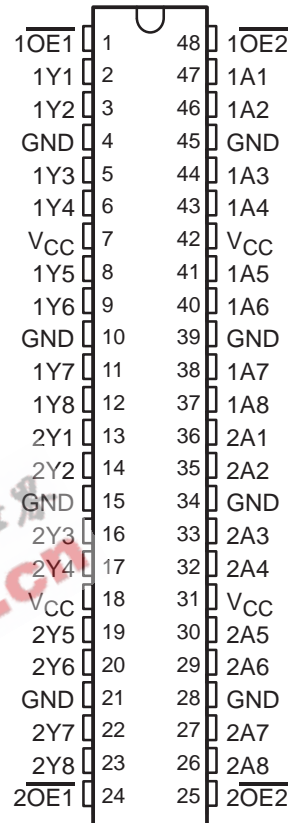 1OE1 1 48 1OE2
1Y1 2 47 1A1
1Y2 3 46 1A2
GND 4 45 GND
1Y3 5 44 1A3
1Y4 6 43 1A4
VCC 7 42 VCC
1Y5 8 41 1A5
1Y6 9 40 1A6
GND 10 39 GND
1Y7 11 38 1A7
1Y8 12 37 1A8
2Y1 13 36 2A1
2Y2 14 35 2A2
GND 15 34 GND
2Y3 16 33 2A3
2Y4 17 32 2A4
VCC 18 31 VCC
2Y5 19 30 2A5
2Y6 20 29 2A6
GND 21 28 GND
2Y7 22 27 2A7
2Y8 23 26 2A8
2OE1 24 25 2OE2
.cn